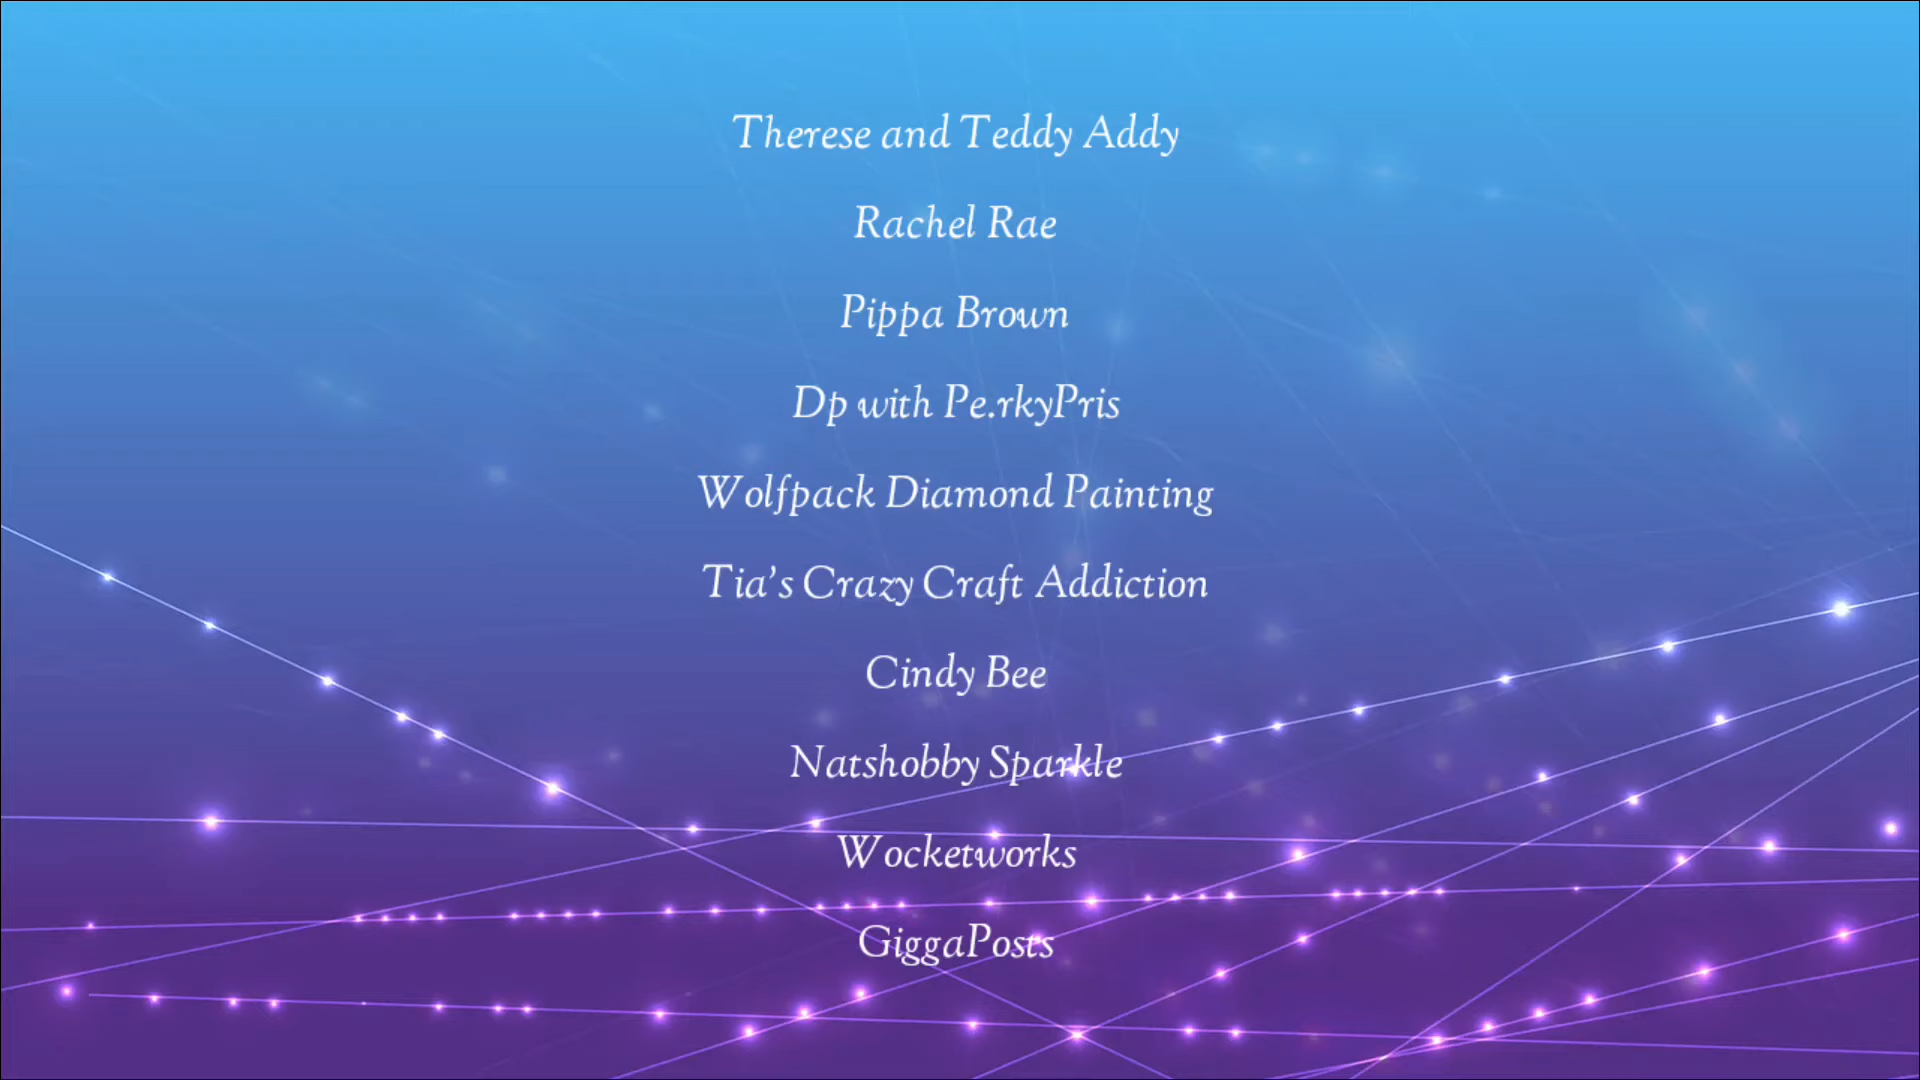 Therese and Teddy Addy
Rachel Rae
Pippa Brown
Dp with Pe.rkyPris
Wolfpack Diamond Painting
Tia's Crazy Craft Addiction
Cindy Bee
Natshobby Sparkle
Wocketworks
GiggaPosts